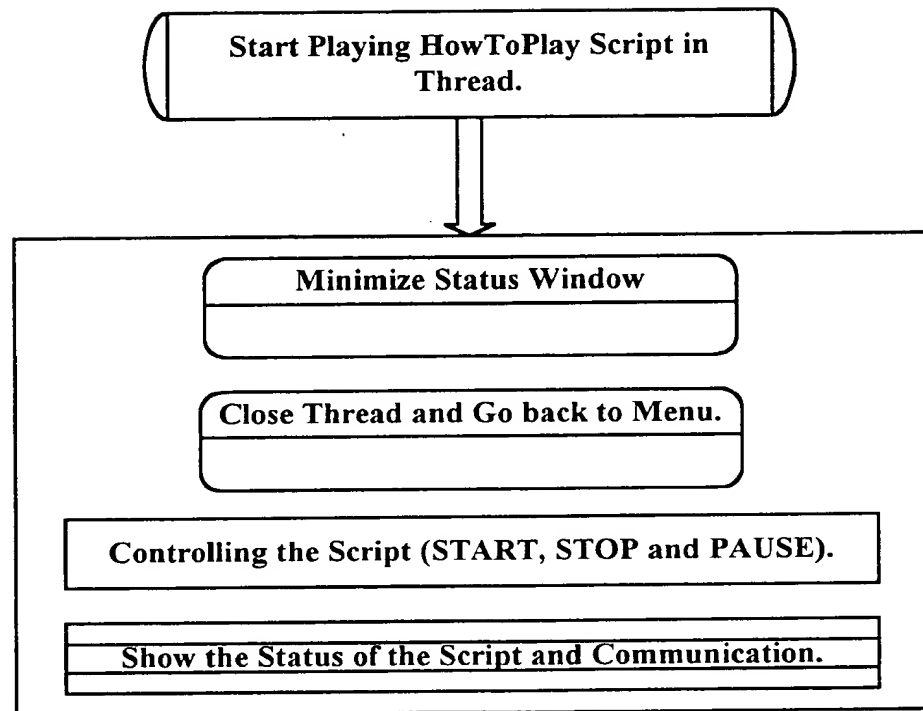 Start Playing HowToPlay Script in
Thread.
Minimize Status Window
Close Thread and Go back to Menu.
Controlling the Script (START, STOP and PAUSE).
Show the Status of the Script and Communication.